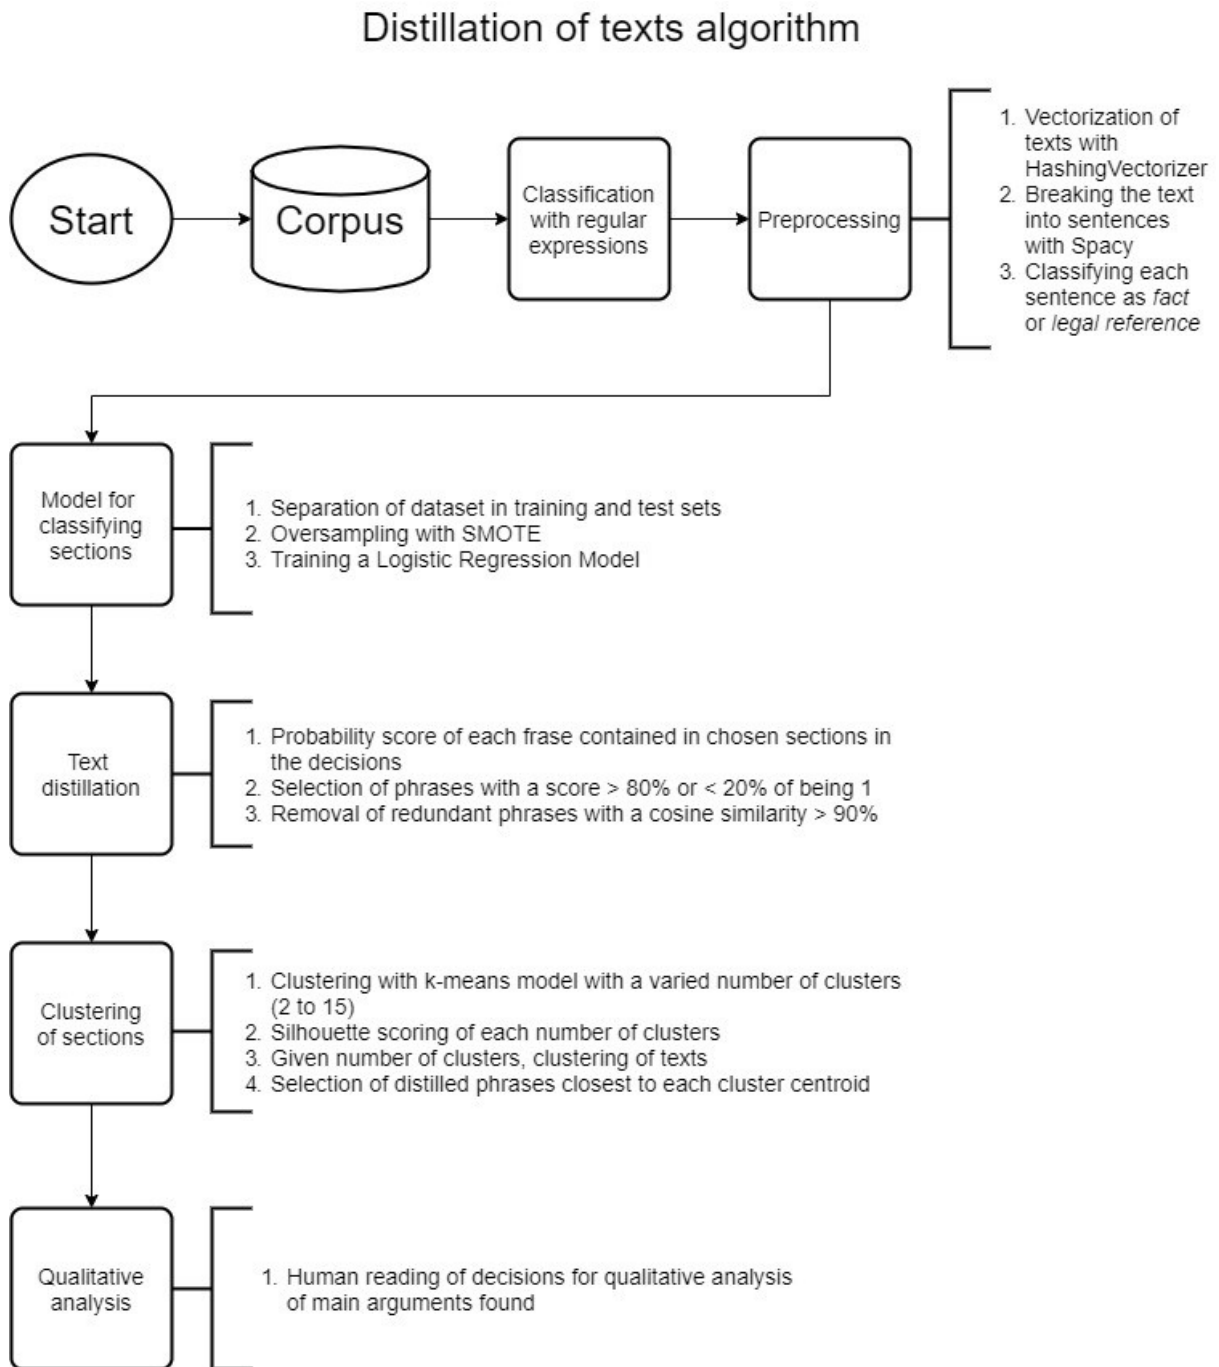 Distillation of texts algorithm
Start
Corpus
Classification
with regular
expressions
Preprocessing
1. Vectorization of
texts with
HashingVectorizer
2. Breaking the text
into sentences
with Spacy
3. Classifying each
sentence as fact
or legal reference
Model for
classifying
sections
1. Separation of dataset in training and test sets
2. Oversampling with SMOTE
3. Training a Logistic Regression Model
Text
distillation
1. Probability score of each frase contained in chosen sections in
the decisions
2. Selection of phrases with a score > 80% or < 20% of being 1
3. Removal of redundant phrases with a cosine similarity > 90%
Clustering
of sections
1. Clustering with k-means model with a varied number of clusters
(2 to 15)
2. Silhouette scoring of each number of clusters
3. Given number of clusters, clustering of texts
4. Selection of distilled phrases closest to each cluster centroid
Qualitative
analysis
1. Human reading of decisions for qualitative analysis
of main arguments found